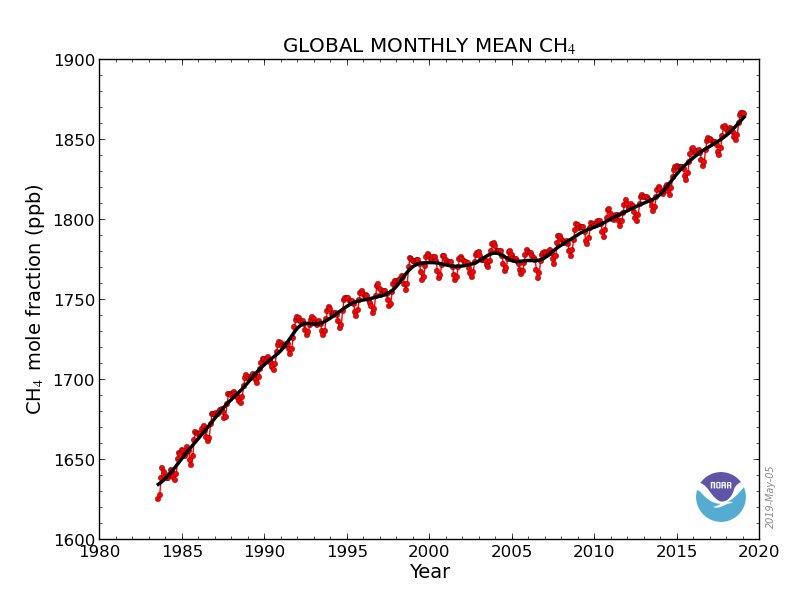 GLOBAL MONTHLY MEAN CH₄
CH₄ mole fraction (ppb)
1900
1850
1800
1750
1700
1650
1600
1980 1985 1990 1995 2000 2005 2010 2015 2020
Year
NOAA
2019-May-05